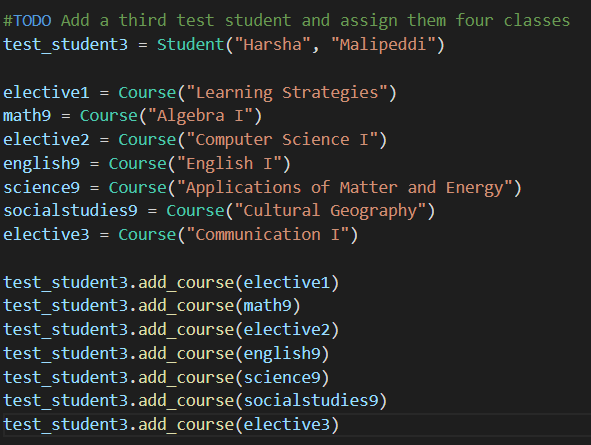 #TODO Add a third test student and assign them four classes
test_student3 = Student("Harsha", "Malipeddi")
elective1 = Course("Learning Strategies")
math9 = Course("Algebra I")
elective2 = Course("Computer Science I")
english9 = Course("English I")
science9 = Course("Applications of Matter and Energy")
socialstudies9 = Course("Cultural Geography")
elective3 = Course("Communication I")
test_student3.add_course(elective1)
test_student3.add_course(math9)
test_student3.add_course(elective2)
test_student3.add_course(english9)
test_student3.add_course(science9)
test_student3.add_course(socialstudies9)
test_student3.add_course(elective3)